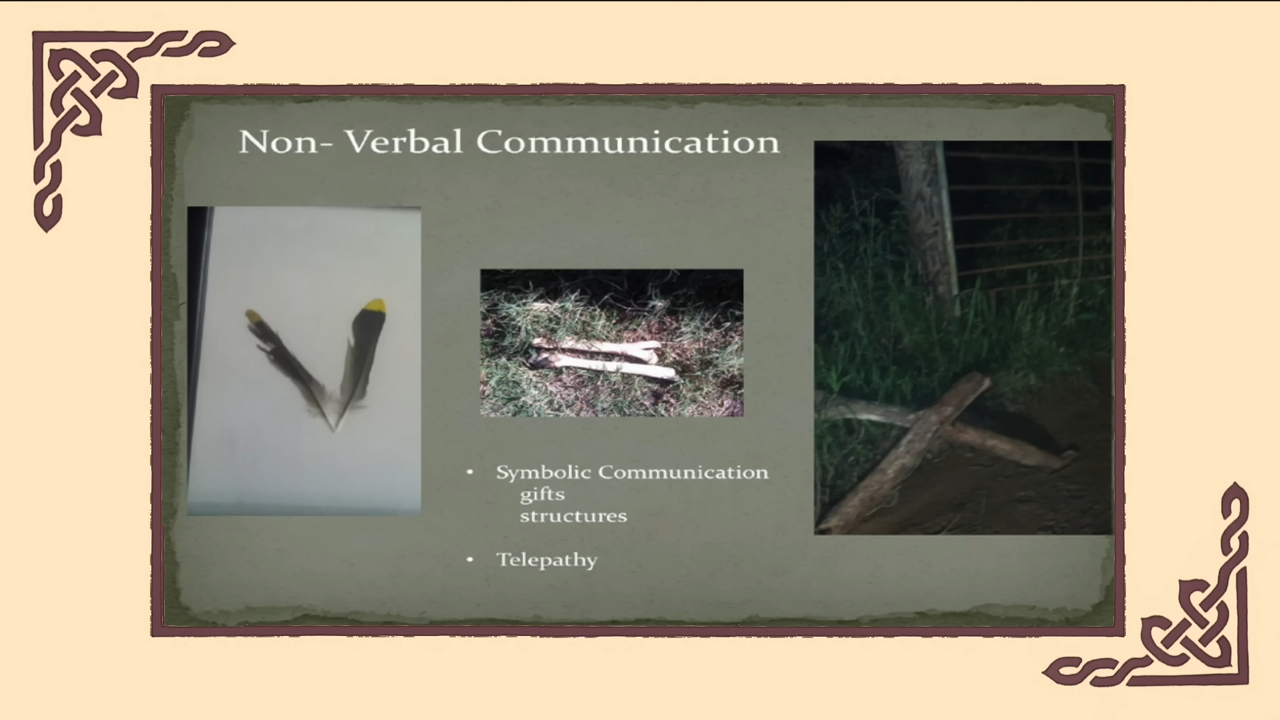 Non- Verbal Communication
• Symbolic Communication
gifts
structures
• Telepathy